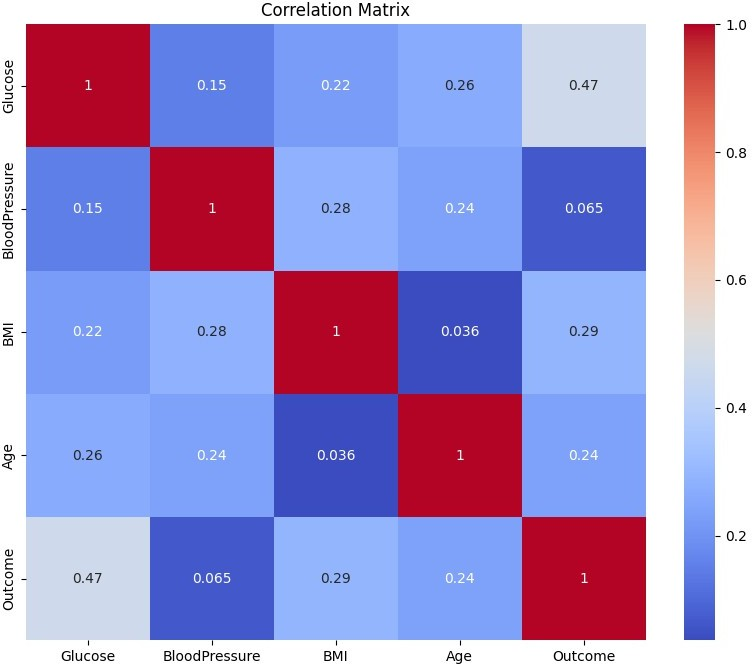 Correlation Matrix
Glucose 1 0.15 0.22 0.26 0.47
BloodPressure 0.15 1 0.28 0.24 0.065
BMI 0.22 0.28 1 0.036 0.29
Age 0.26 0.24 0.036 1 0.24
Outcome 0.47 0.065 0.29 0.24 1
Glucose BloodPressure BMI Age Outcome
1.0
0.8
0.6
0.4
0.2